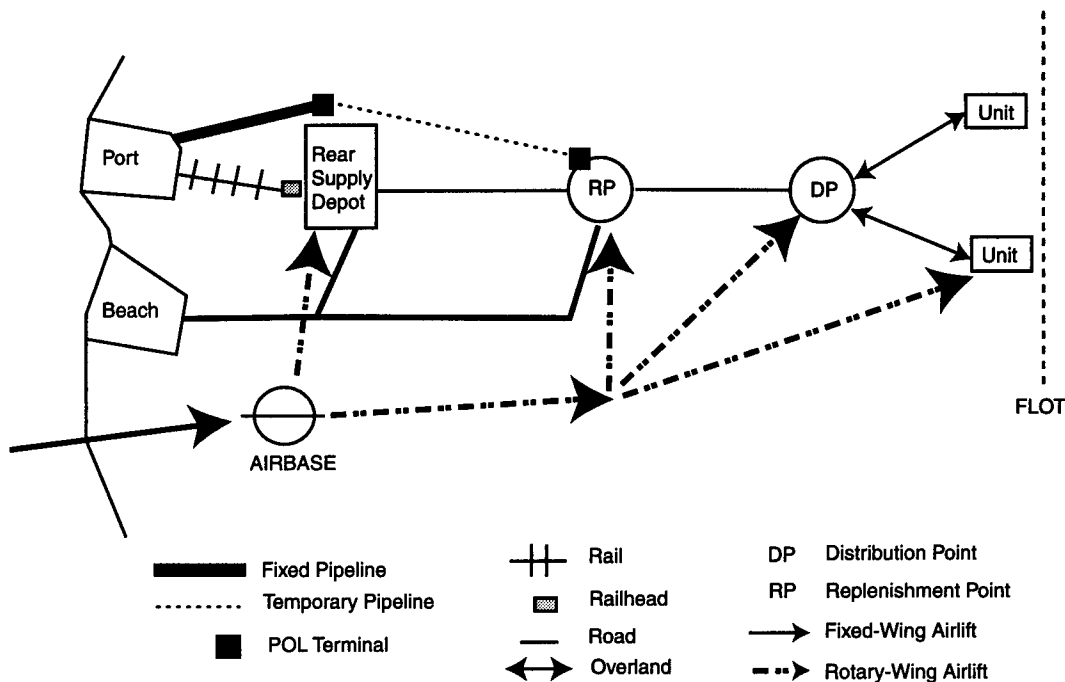 Unit
Port
Rear
Supply
Depot
RP
DP
Unit
Beach
FLOT
AIRBASE
Fixed Pipeline
Temporary Pipeline
POL Terminal
Rail
Railhead
Road
Overland
DP Distribution Point
RP Replenishment Point
Fixed-Wing Airlift
Rotary-Wing Airlift